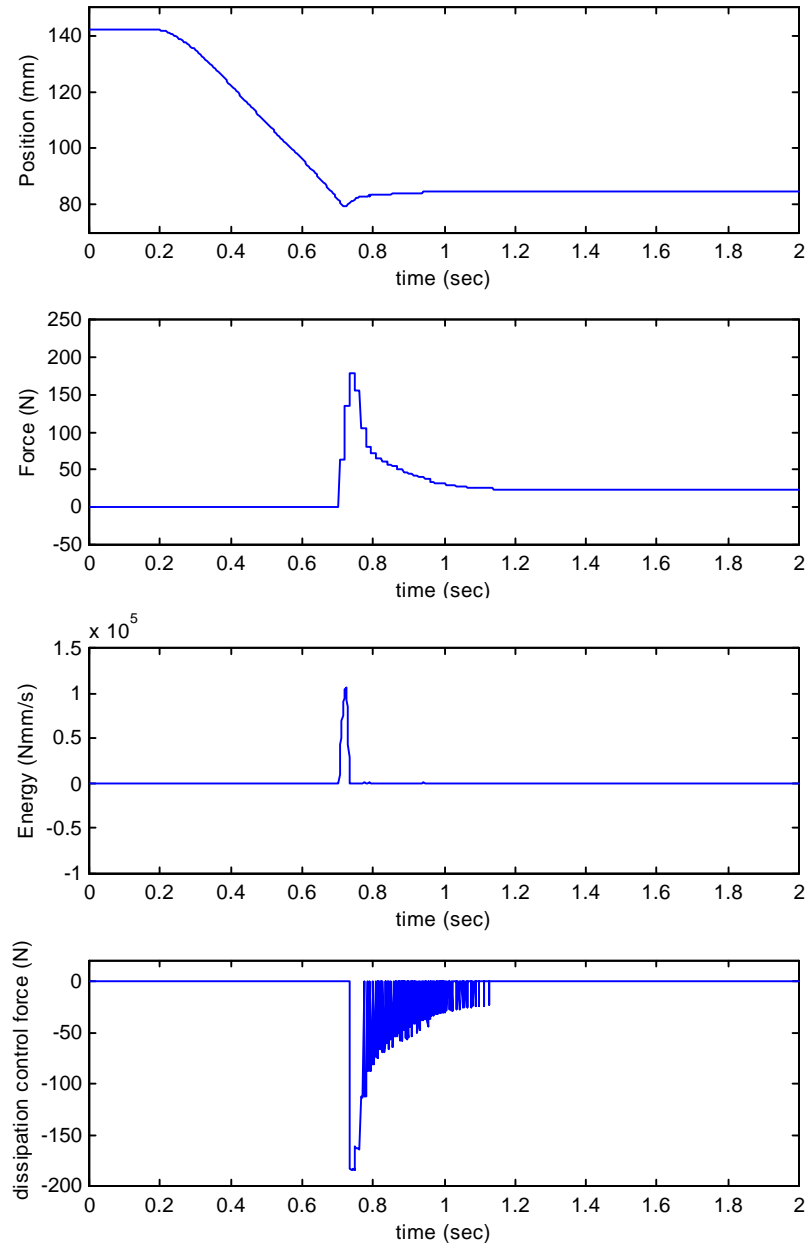 140
120
100
80
Position (mm)
0 0.2 0.4 0.6 0.8 1 1.2 1.4 1.6 1.8 2
time (sec)
250
200
150
100
50
0
-50
Force (N)
0 0.2 0.4 0.6 0.8 1 1.2 1.4 1.6 1.8 2
time (sec)
x 10^5
1.5
1
0.5
0
-0.5
-1
Energy (Nmm/s)
0 0.2 0.4 0.6 0.8 1 1.2 1.4 1.6 1.8 2
time (sec)
0
-50
-100
-150
-200
dissipation control force (N)
0 0.2 0.4 0.6 0.8 1 1.2 1.4 1.6 1.8 2
time (sec)